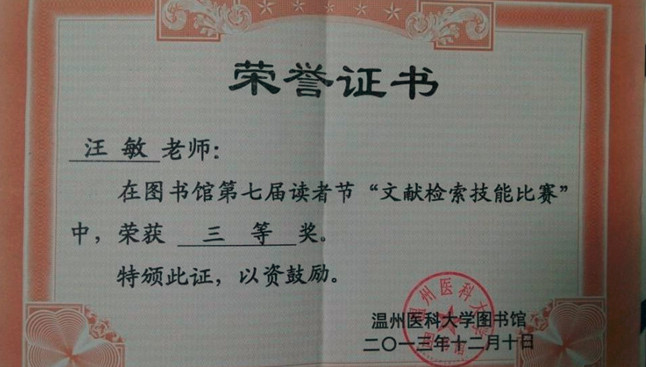 荣誉证书
汪敏老师：
在图书馆第七届读者节“文献检索技能比赛”
中，荣获 三等 奖。
特颁此证，以资鼓励。
温州医科大学图书馆
二〇一三年十二月十日